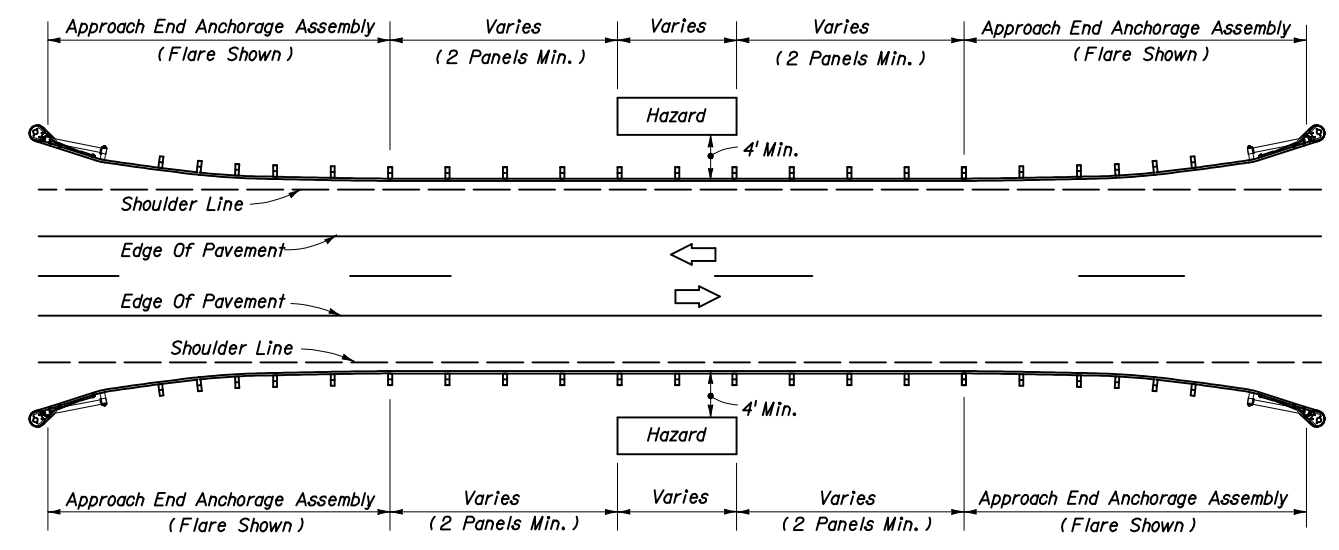 Approach End Anchorage Assembly
(Flare Shown)
Varies
(2 Panels Min.)
Varies
Varies
(2 Panels Min.)
Approach End Anchorage Assembly
(Flare Shown)
Hazard
4' Min.
Shoulder Line
Edge Of Pavement
Edge Of Pavement
Shoulder Line
4' Min.
Hazard
Approach End Anchorage Assembly
(Flare Shown)
Varies
(2 Panels Min.)
Varies
Varies
(2 Panels Min.)
Approach End Anchorage Assembly
(Flare Shown)